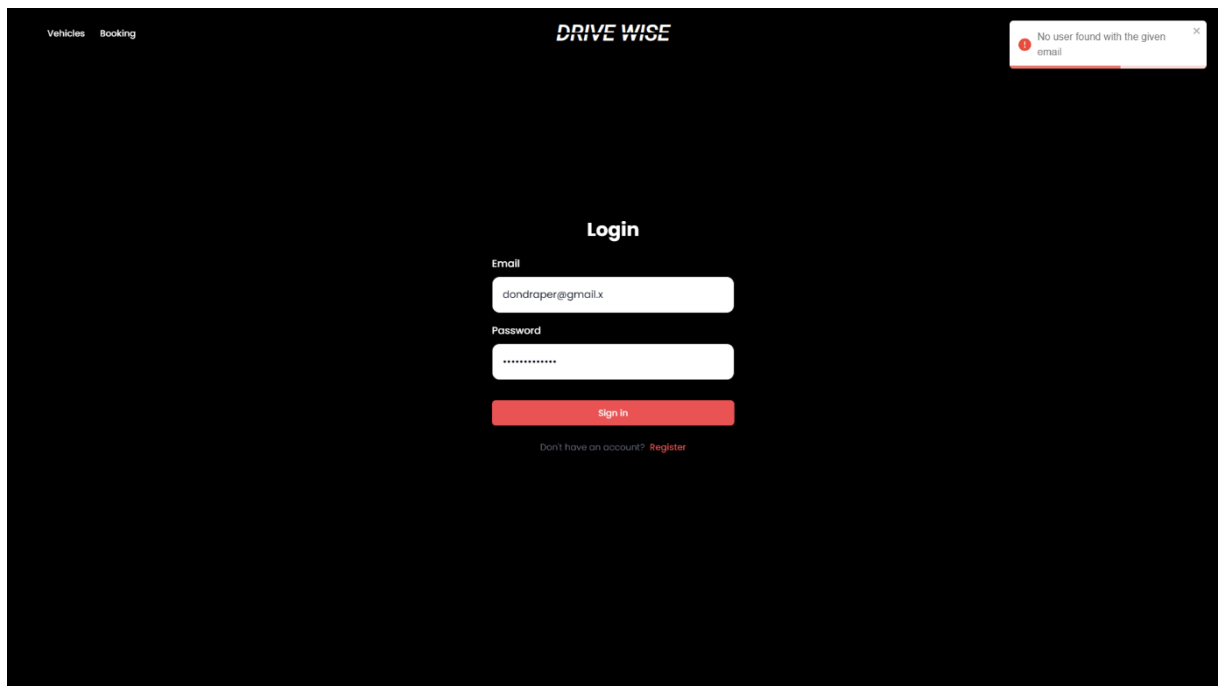 Vehicles Booking
DRIVE WISE
No user found with the given
email
Login
Email
dondraper@gmail.x
Password
•••••••••••••
Sign in
Don't have an account? Register